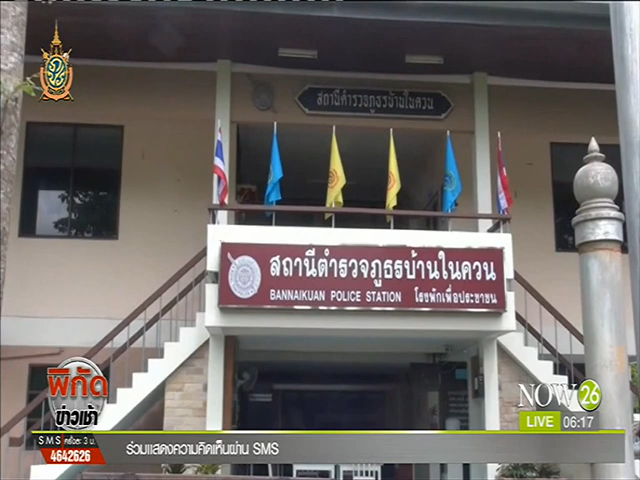 สถานีตำรวจภูธรบ้านในควน
สถานีตำรวจภูธรบ้านในควน
BANNAIKUAN POLICE STATION โรงพักเพื่อประชาชน
พิกัด
ข่าวเช้า
NOW26
LIVE 06:17
SMS ครั้งละ 3 บ.
4642626
ร่วมแสดงความคิดเห็นผ่าน SMS